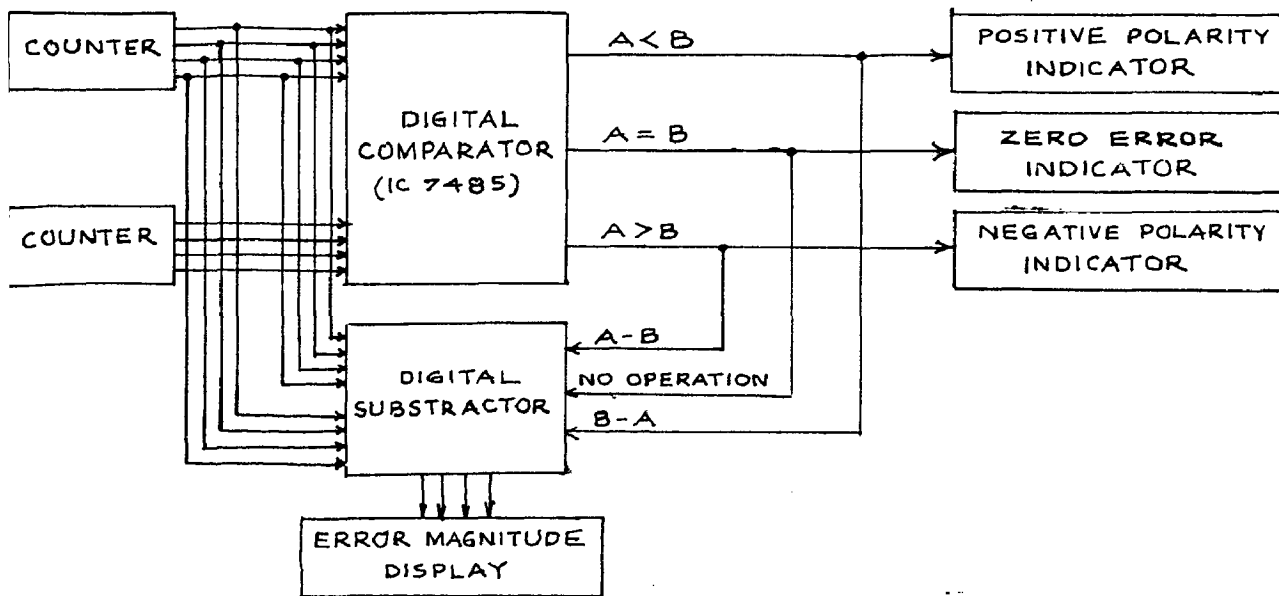 COUNTER
COUNTER
DIGITAL
COMPARATOR
(IC 7485)
A < B
A = B
A > B
POSITIVE POLARITY
INDICATOR
ZERO ERROR
INDICATOR
NEGATIVE POLARITY
INDICATOR
DIGITAL
SUBSTRACTOR
A-B
NO OPERATION
B-A
ERROR MAGNITUDE
DISPLAY